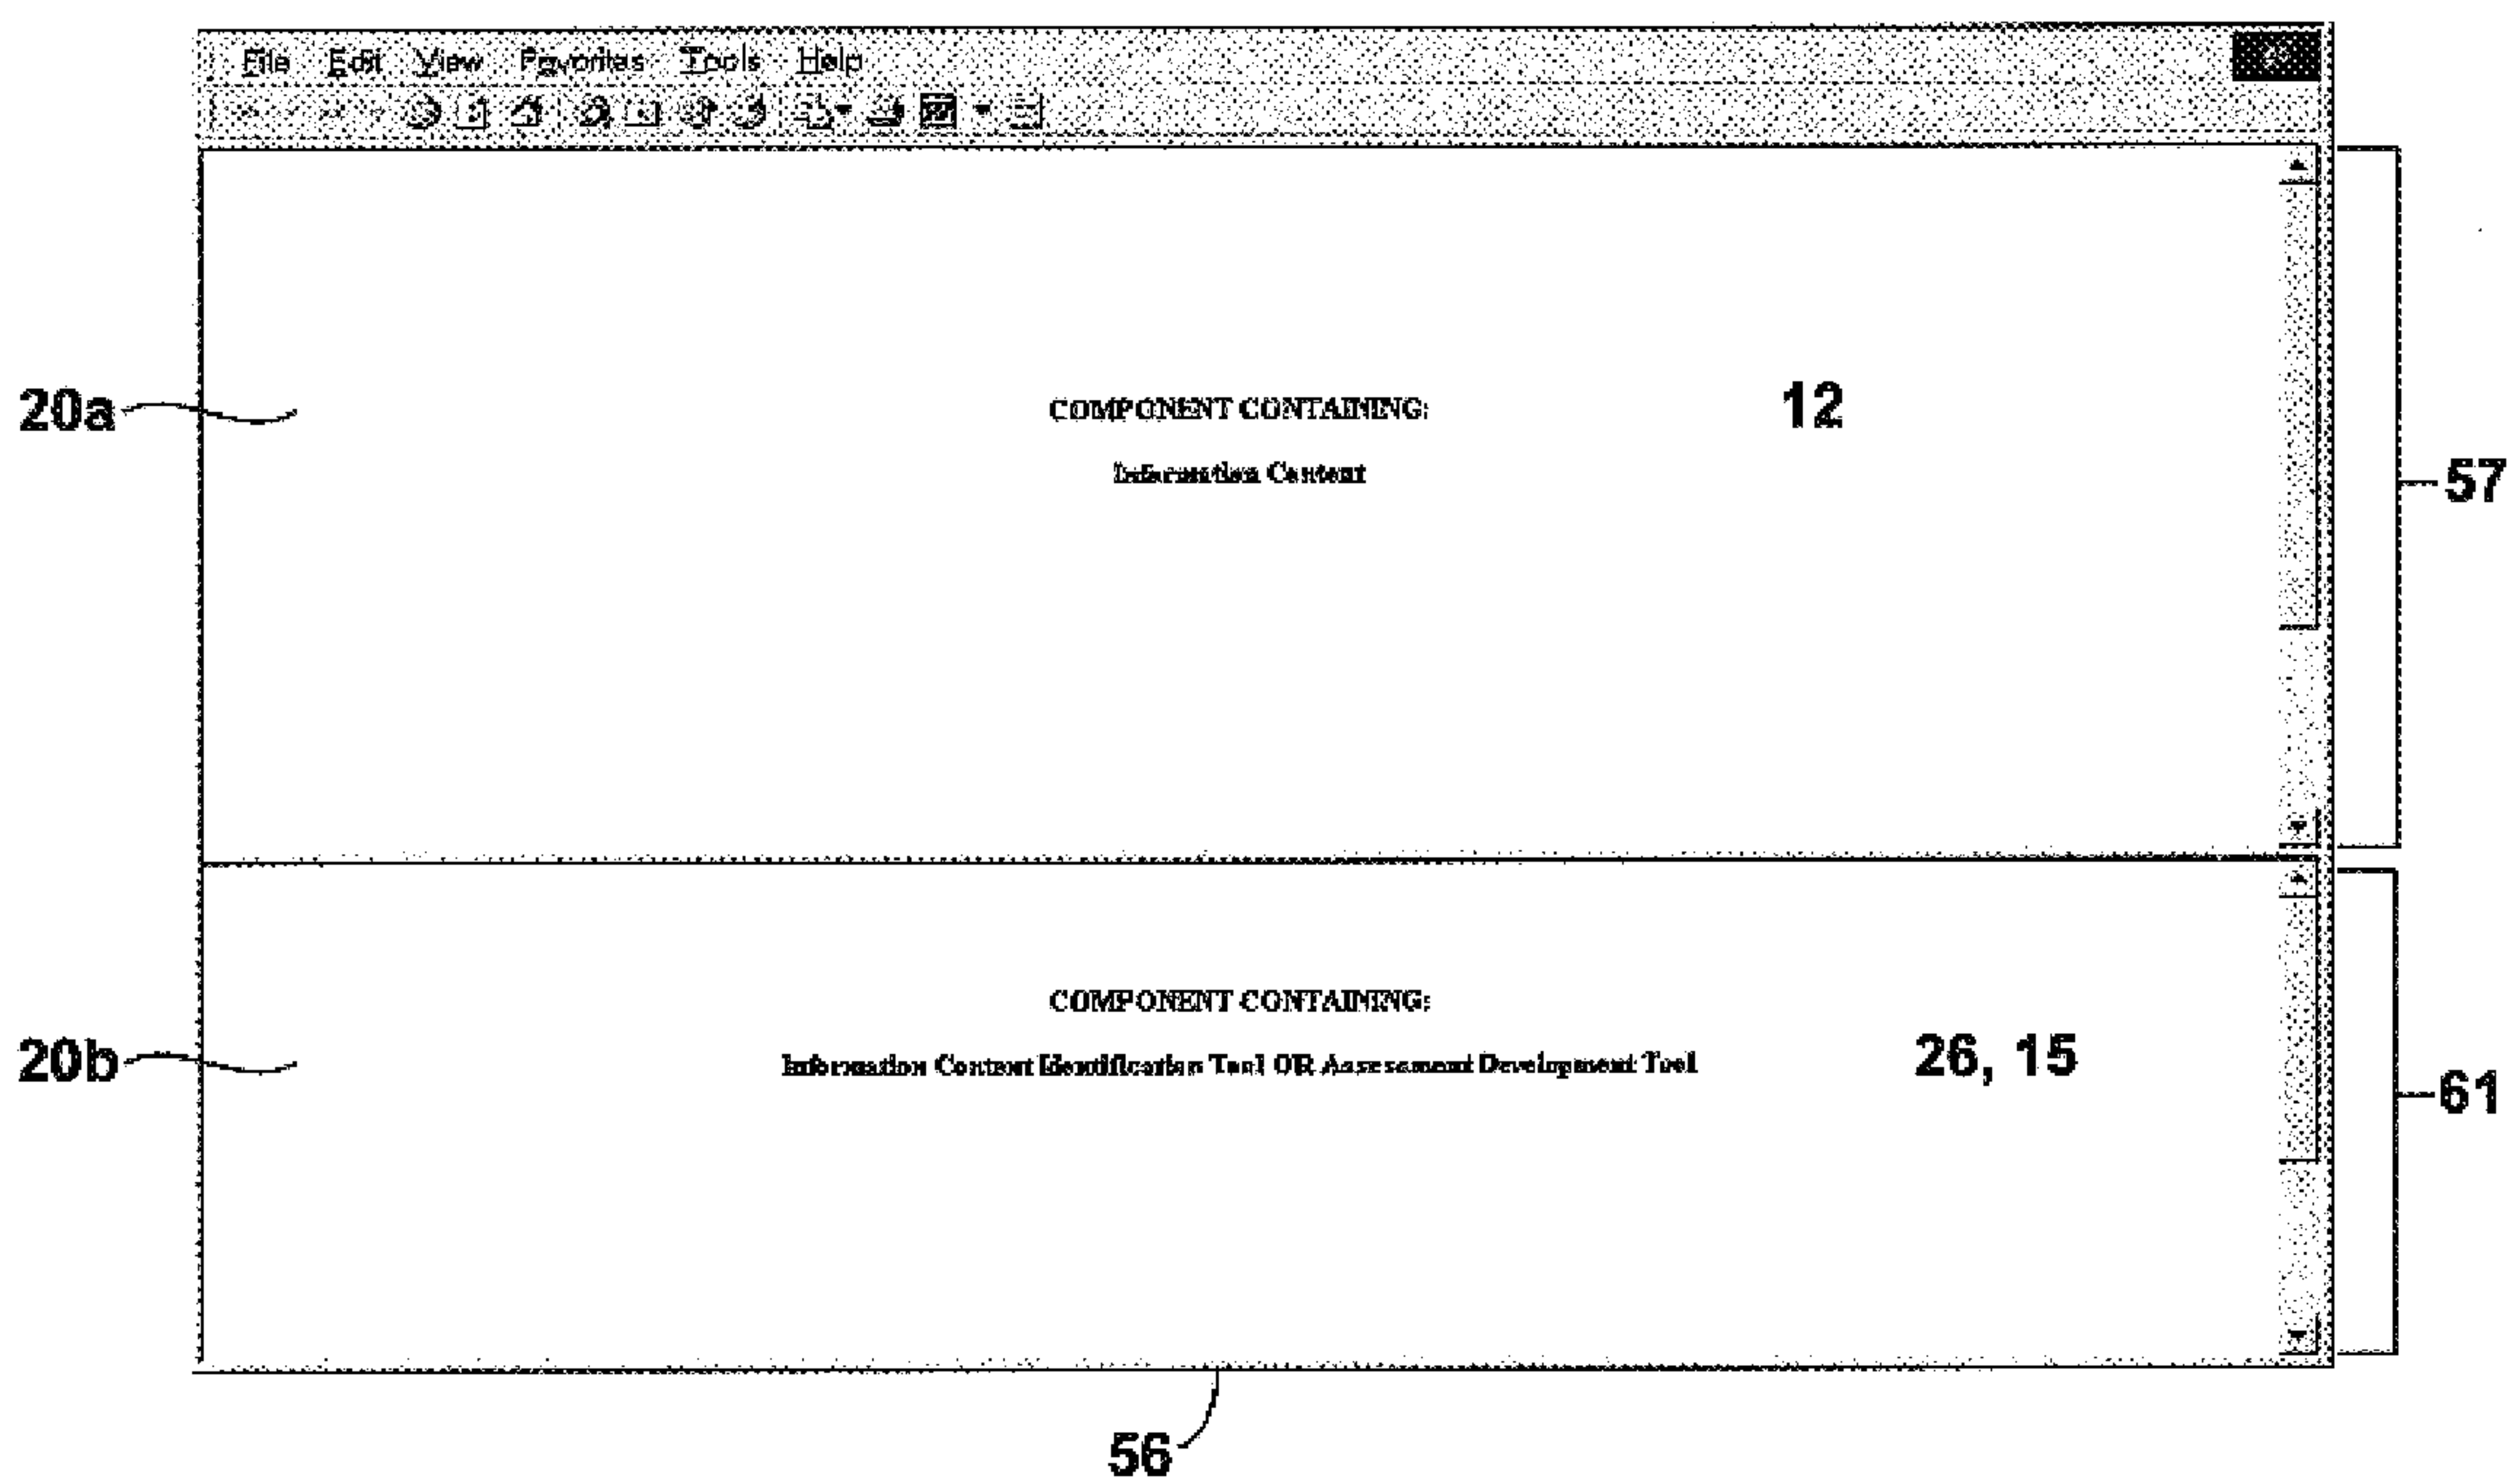 File Edit View Favorites Tools Help
20a
COMPONENT CONTAINING:
12
Information Content
57
20b
COMPONENT CONTAINING:
Information Content Identification Tool OR Assessment Development Tool
26, 15
61
56